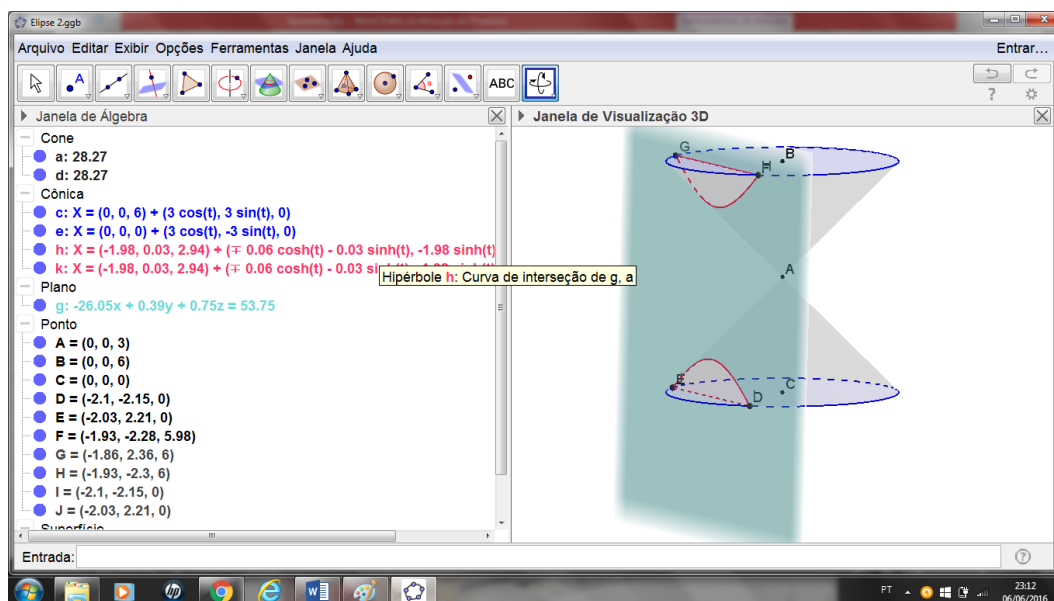 Elipse 2.ggb
Arquivo Editar Exibir Opções Ferramentas Janela Ajuda
Entrar...
A
ABC
?
Janela de Álgebra
Janela de Visualização 3D
Cone
a: 28.27
d: 28.27
Cônica
c: X = (0, 0, 6) + (3 cos(t), 3 sin(t), 0)
e: X = (0, 0, 0) + (3 cos(t), -3 sin(t), 0)
h: X = (-1.98, 0.03, 2.94) + (∓ 0.06 cosh(t) - 0.03 sinh(t), -1.98 sinh(t)
k: X = (-1.98, 0.03, 2.94) + (∓ 0.06 cosh(t) - 0.03
Hipérbole h: Curva de interseção de g, a
Plano
g: -26.05x + 0.39y + 0.75z = 53.75
Ponto
A = (0, 0, 3)
B = (0, 0, 6)
C = (0, 0, 0)
D = (-2.1, -2.15, 0)
E = (-2.03, 2.21, 0)
F = (-1.93, -2.28, 5.98)
G = (-1.86, 2.36, 6)
H = (-1.93, -2.3, 6)
I = (-2.1, -2.15, 0)
J = (-2.03, 2.21, 0)
Superfície
G
B
A
C
D
Entrada:
?
hp
W
PT
23:12
06/06/2016